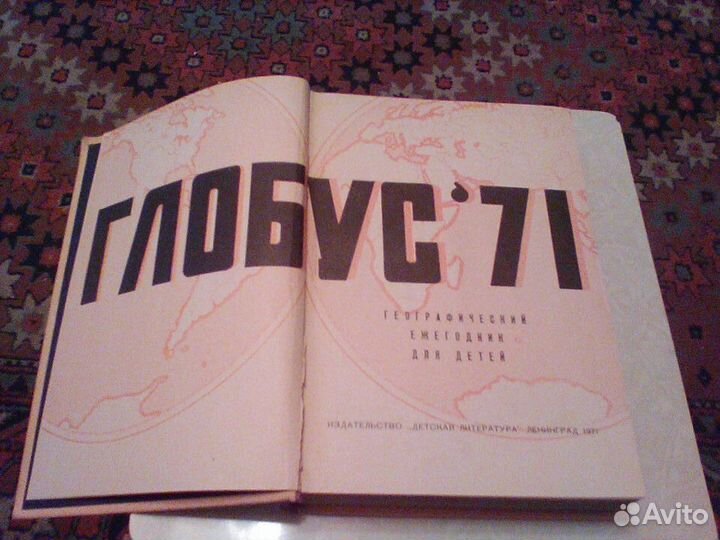 ГЛОБУС '71
ГЕОГРАФИЧЕСКИЙ
ЕЖЕГОДНИК
ДЛЯ ДЕТЕЙ
ИЗДАТЕЛЬСТВО „ДЕТСКАЯ ЛИТЕРАТУРА" ЛЕНИНГРАД 1971
Avito